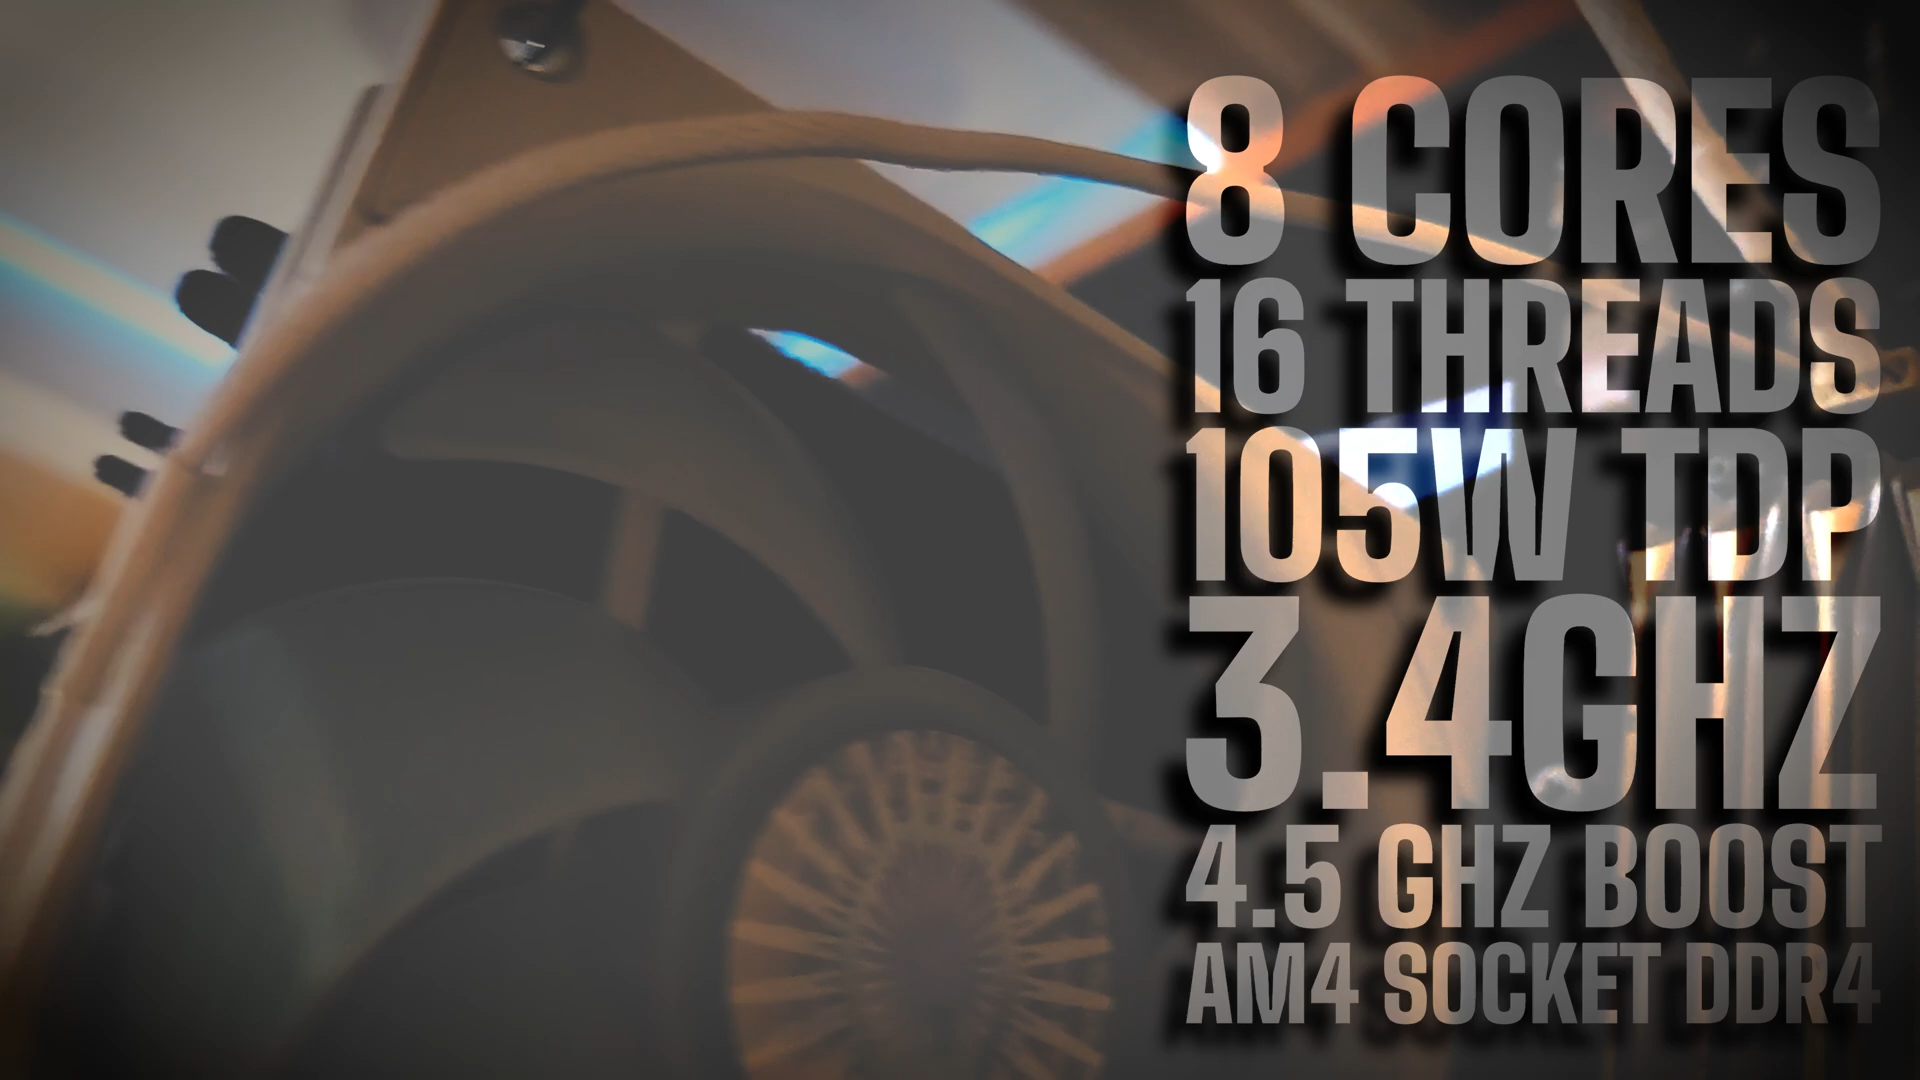 8 CORES
16 THREADS
105W TDP
3.4GHZ
4.5 GHZ BOOST
AM4 SOCKET DDR4